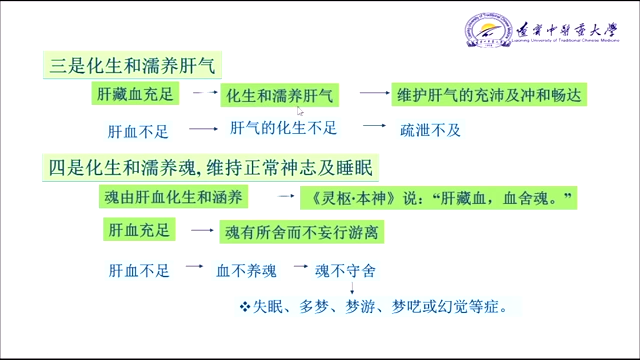 遼寧中醫藥大學
Liaoning University of Traditional Chinese Medicine
三是化生和濡养肝气
肝藏血充足 → 化生和濡养肝气 → 维护肝气的充沛及冲和畅达
肝血不足 → 肝气的化生不足 → 疏泄不及
四是化生和濡养魂,维持正常神志及睡眠
魂由肝血化生和涵养 → 《灵枢·本神》说：“肝藏血，血舍魂。”
肝血充足 → 魂有所舍而不妄行游离
肝血不足 → 血不养魂 → 魂不守舍
❖失眠、多梦、梦游、梦呓或幻觉等症。